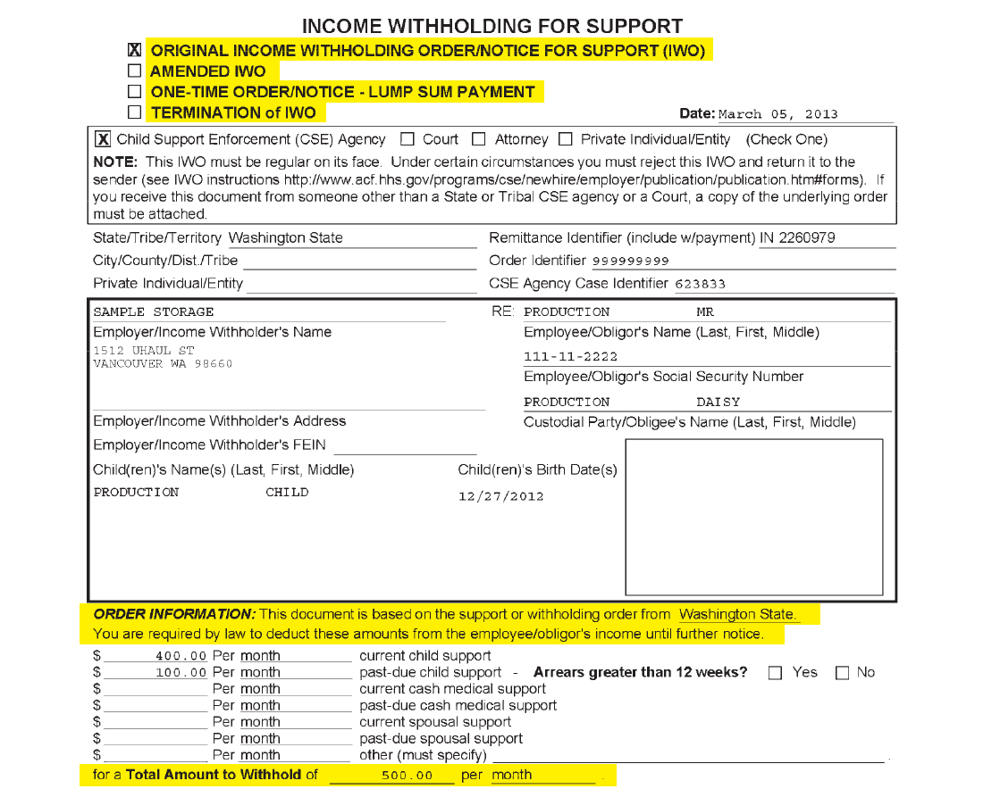 INCOME WITHHOLDING FOR SUPPORT
X ORIGINAL INCOME WITHHOLDING ORDER/NOTICE FOR SUPPORT (IWO)
AMENDED IWO
ONE-TIME ORDER/NOTICE - LUMP SUM PAYMENT
TERMINATION of IWO
Date: March 05, 2013
X Child Support Enforcement (CSE) Agency Court Attorney Private Individual/Entity (Check One)
NOTE: This IWO must be regular on its face. Under certain circumstances you must reject this IWO and return it to the
sender (see IWO instructions http://www.acf.hhs.gov/programs/cse/newhire/employer/publication/publication.htm#forms). If
you receive this document from someone other than a State or Tribal CSE agency or a Court, a copy of the underlying order
must be attached.
State/Tribe/Territory Washington State
Remittance Identifier (include w/payment) IN 2260979
City/County/Dist./Tribe
Order Identifier 999999999
Private Individual/Entity
CSE Agency Case Identifier 623833
SAMPLE STORAGE
Employer/Income Withholder's Name
1512 UHAUL ST
VANCOUVER WA 98660
Employer/Income Withholder's Address
Employer/Income Withholder's FEIN
RE: PRODUCTION MR
Employee/Obligor's Name (Last, First, Middle)
111-11-2222
Employee/Obligor's Social Security Number
PRODUCTION DAISY
Custodial Party/Obligee's Name (Last, First, Middle)
Child(ren)'s Name(s) (Last, First, Middle) Child(ren)'s Birth Date(s)
PRODUCTION CHILD 12/27/2012
ORDER INFORMATION: This document is based on the support or withholding order from Washington State.
You are required by law to deduct these amounts from the employee/obligor's income until further notice.
$ 400.00 Per month current child support
$ 100.00 Per month past-due child support - Arrears greater than 12 weeks? Yes No
$ Per month current cash medical support
$ Per month past-due cash medical support
$ Per month current spousal support
$ Per month past-due spousal support
$ Per month other (must specify) .
for a Total Amount to Withhold of 500.00 per month .